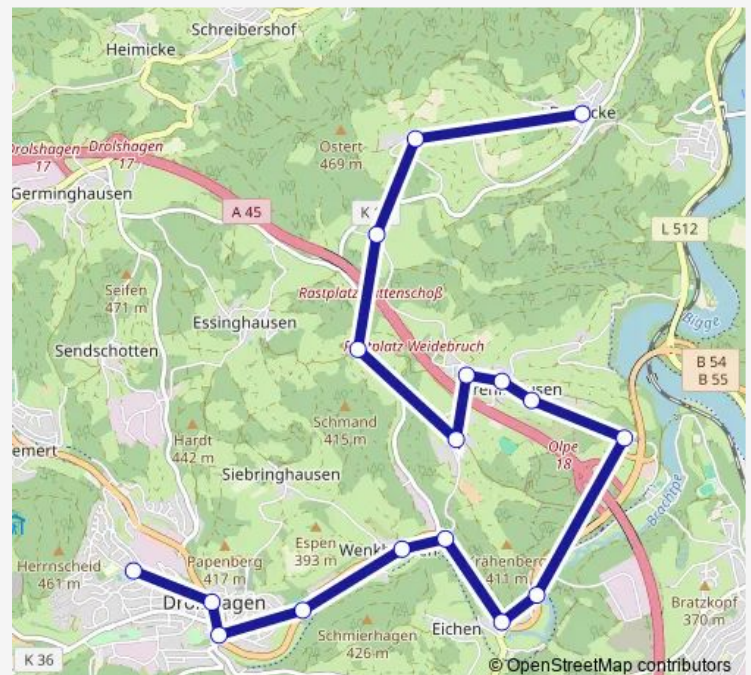 Schreibershof
Heimicke
Ostert
469 m
Drolshagen
17
Drolshagen
17
Germinghausen
A 45
L 512
Seifen
471 m
Bigge
Essinghausen
Sendschotten
Rastplatz Weidebruch
B 54
B 55
Schmand
415 m
Hardt
442 m
Olpe
18
Siebringhausen
Brachtpe
Espen
393 m
Herrnscheid
461 m
Papenberg
417 m
Krähenberg
411 m
Drolshagen
Bratzkopf
370 m
Eichen
Schmierhagen
426 m
K 36
© OpenStreetMap contributors